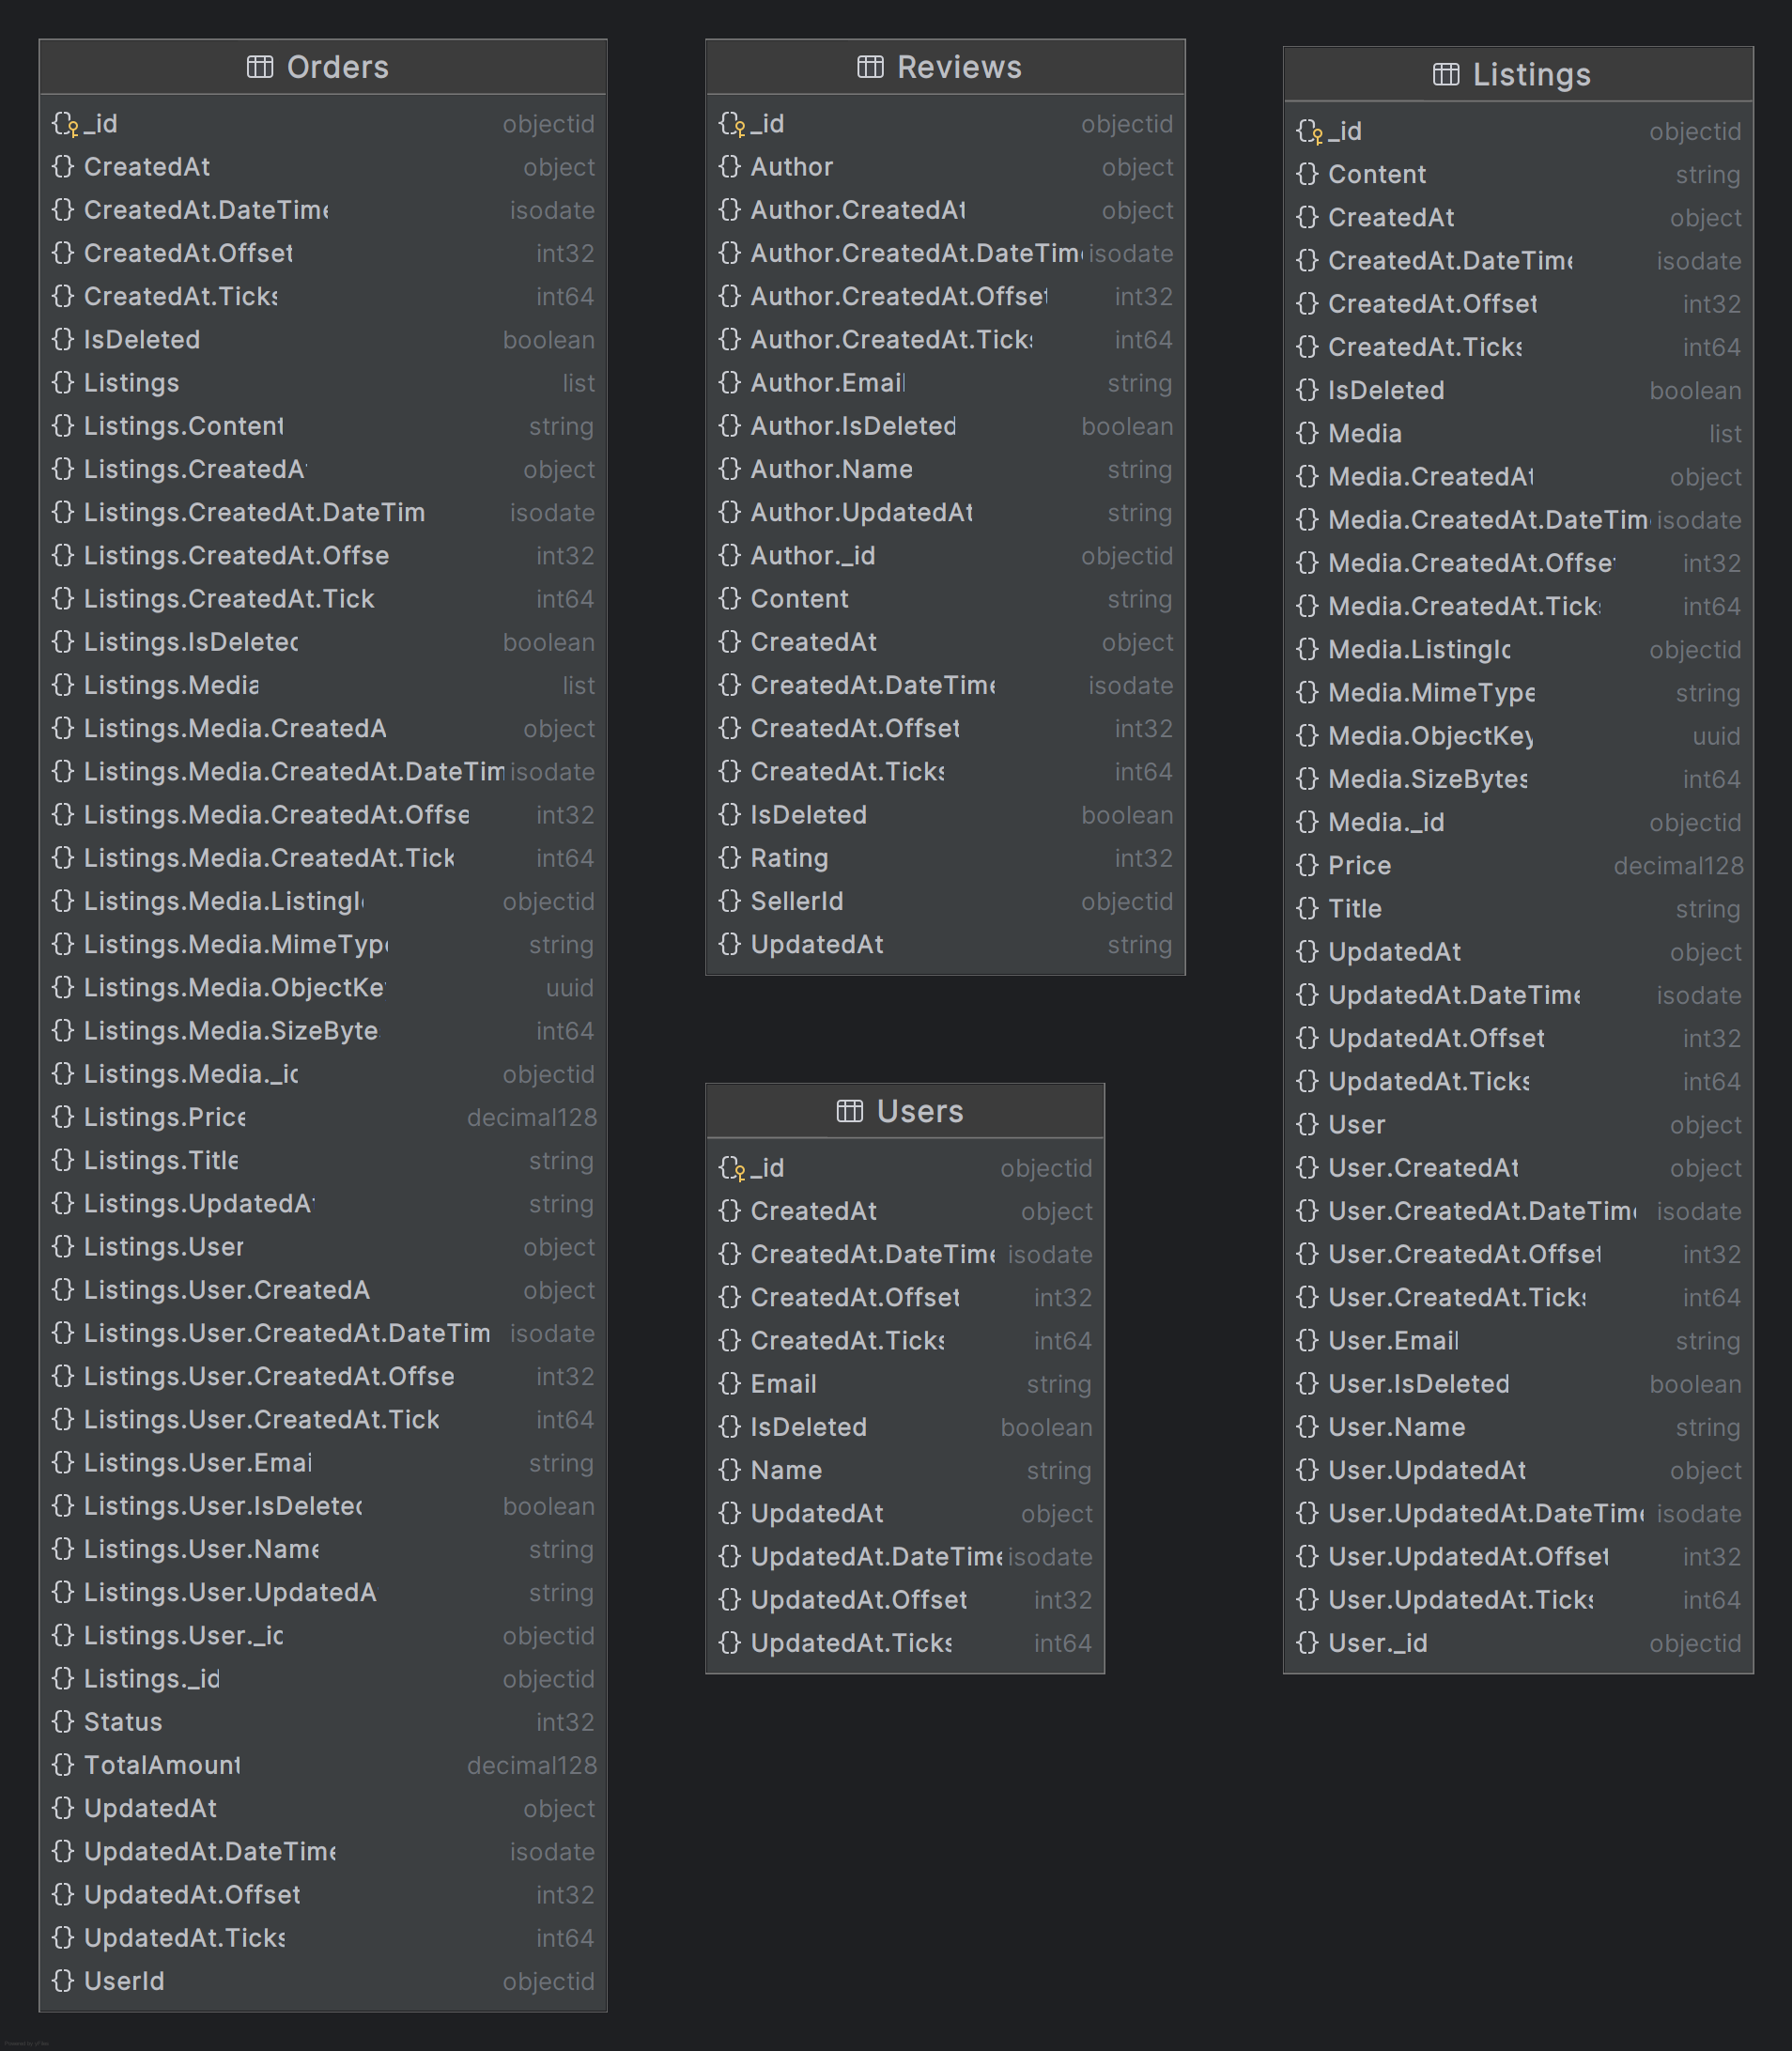 Orders
_id objectid
CreatedAt object
CreatedAt.DateTime isodate
CreatedAt.Offset int32
CreatedAt.Ticks int64
IsDeleted boolean
Listings list
Listings.Content string
Listings.CreatedA object
Listings.CreatedAt.DateTim isodate
Listings.CreatedAt.Offse int32
Listings.CreatedAt.Tick int64
Listings.IsDeleted boolean
Listings.Media list
Listings.Media.CreatedA object
Listings.Media.CreatedAt.DateTim isodate
Listings.Media.CreatedAt.Offse int32
Listings.Media.CreatedAt.Tick int64
Listings.Media.ListingI objectid
Listings.Media.MimeType string
Listings.Media.ObjectKe uuid
Listings.Media.SizeByte int64
Listings.Media._id objectid
Listings.Price decimal128
Listings.Title string
Listings.UpdatedA string
Listings.User object
Listings.User.CreatedA object
Listings.User.CreatedAt.DateTim isodate
Listings.User.CreatedAt.Offse int32
Listings.User.CreatedAt.Tick int64
Listings.User.Emai string
Listings.User.IsDeleted boolean
Listings.User.Name string
Listings.User.UpdatedA string
Listings.User._id objectid
Listings._id objectid
Status int32
TotalAmount decimal128
UpdatedAt object
UpdatedAt.DateTime isodate
UpdatedAt.Offset int32
UpdatedAt.Ticks int64
UserId objectid
Reviews
_id objectid
Author object
Author.CreatedAt object
Author.CreatedAt.DateTim isodate
Author.CreatedAt.Offset int32
Author.CreatedAt.Ticks int64
Author.Email string
Author.IsDeleted boolean
Author.Name string
Author.UpdatedAt string
Author._id objectid
Content string
CreatedAt object
CreatedAt.DateTime isodate
CreatedAt.Offset int32
CreatedAt.Ticks int64
IsDeleted boolean
Rating int32
SellerId objectid
UpdatedAt string
Users
_id objectid
CreatedAt object
CreatedAt.DateTime isodate
CreatedAt.Offset int32
CreatedAt.Ticks int64
Email string
IsDeleted boolean
Name string
UpdatedAt object
UpdatedAt.DateTime isodate
UpdatedAt.Offset int32
UpdatedAt.Ticks int64
Listings
_id objectid
Content string
CreatedAt object
CreatedAt.DateTime isodate
CreatedAt.Offset int32
CreatedAt.Ticks int64
IsDeleted boolean
Media list
Media.CreatedAt object
Media.CreatedAt.DateTim isodate
Media.CreatedAt.Offset int32
Media.CreatedAt.Ticks int64
Media.ListingId objectid
Media.MimeType string
Media.ObjectKey uuid
Media.SizeBytes int64
Media._id objectid
Price decimal128
Title string
UpdatedAt object
UpdatedAt.DateTime isodate
UpdatedAt.Offset int32
UpdatedAt.Ticks int64
User object
User.CreatedAt object
User.CreatedAt.DateTime isodate
User.CreatedAt.Offset int32
User.CreatedAt.Ticks int64
User.Email string
User.IsDeleted boolean
User.Name string
User.UpdatedAt object
User.UpdatedAt.DateTime isodate
User.UpdatedAt.Offset int32
User.UpdatedAt.Ticks int64
User._id objectid